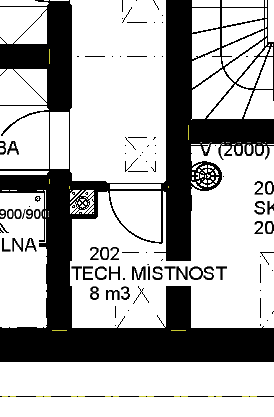 BA
V (2000)
900/900
20
SK
20
LNA
202
TECH. MÍSTNOST
8 m3